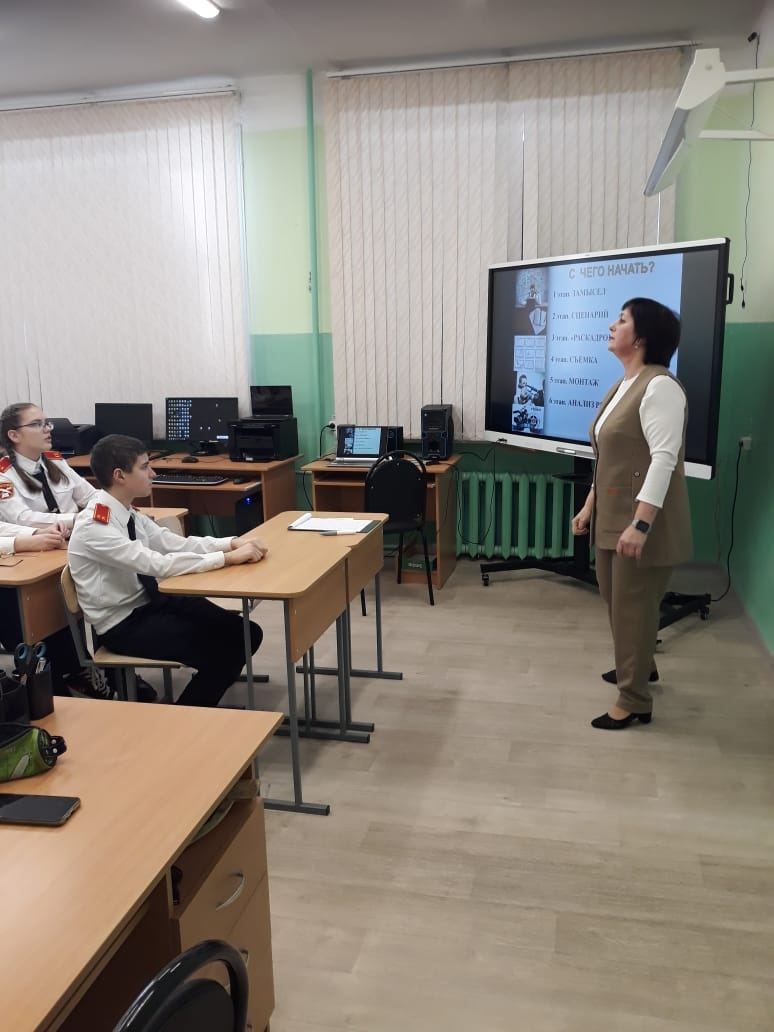 С ЧЕГО НАЧАТЬ?
1 этап. ЗАМЫСЕЛ
2 этап. СЦЕНАРИЙ
3 этап.
4 этап. СЪЕМКА
5 этап. МОНТАЖ
6 этап. АНАЛИЗ